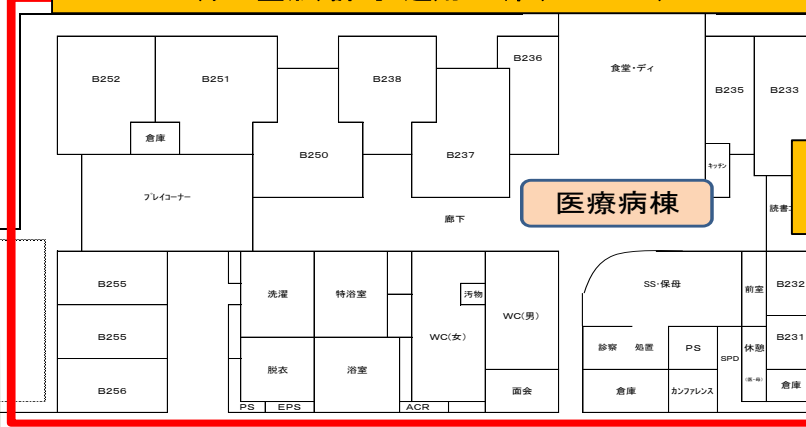 B236
食堂・ディ
B252
B251
B238
B235
B233
倉庫
B250
B237
キッチン
プレイコーナー
医療病棟
読書
廊下
B255
洗濯
特浴室
汚物
SS・保母
前室
B232
WC(男)
B255
WC(女)
診察
処置
PS
SPD
休憩
B231
脱衣
浴室
B256
面会
倉庫
カンファレンス
倉庫
PS
EPS
ACR